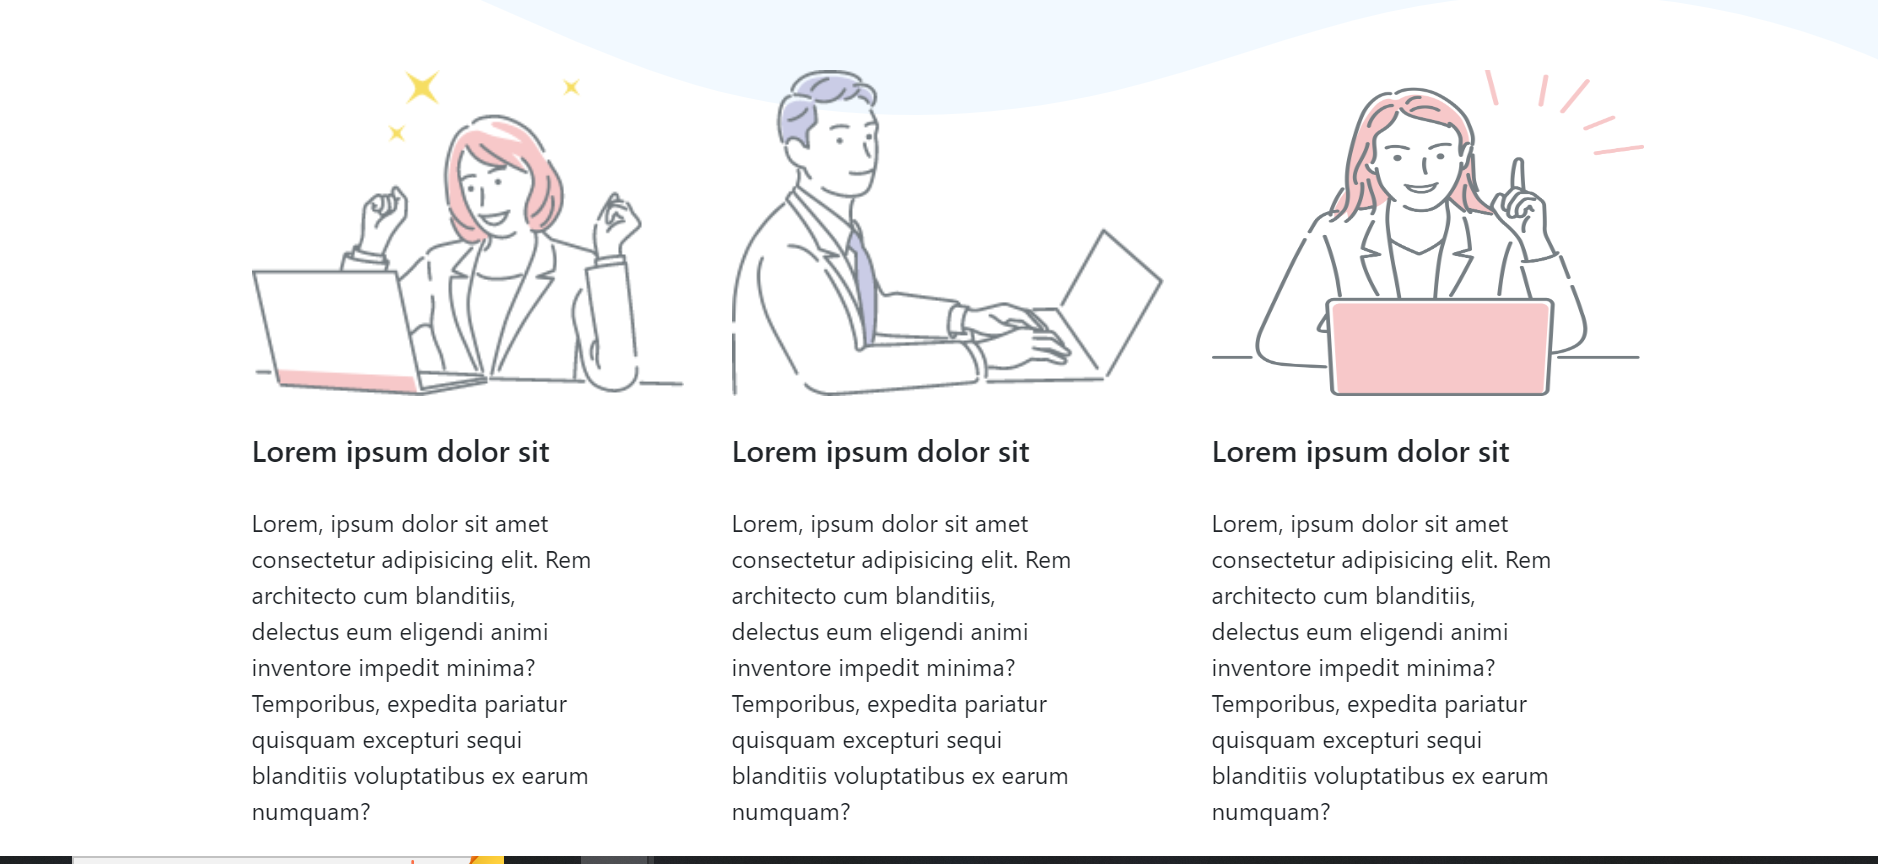 Lorem ipsum dolor sit
Lorem, ipsum dolor sit amet
consectetur adipisicing elit. Rem
architecto cum blanditiis,
delectus eum eligendi animi
inventore impedit minima?
Temporibus, expedita pariatur
quisquam excepturi sequi
blanditiis voluptatibus ex earum
numquam?
Lorem ipsum dolor sit
Lorem, ipsum dolor sit amet
consectetur adipisicing elit. Rem
architecto cum blanditiis,
delectus eum eligendi animi
inventore impedit minima?
Temporibus, expedita pariatur
quisquam excepturi sequi
blanditiis voluptatibus ex earum
numquam?
Lorem ipsum dolor sit
Lorem, ipsum dolor sit amet
consectetur adipisicing elit. Rem
architecto cum blanditiis,
delectus eum eligendi animi
inventore impedit minima?
Temporibus, expedita pariatur
quisquam excepturi sequi
blanditiis voluptatibus ex earum
numquam?